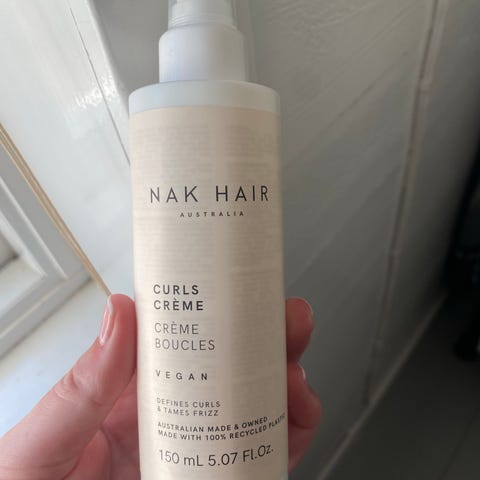 NAK HAIR
AUSTRALIA
CURLS
CRÈME
CRÈME
BOUCLES
VEGAN
DEFINES CURLS
& TAMES FRIZZ
AUSTRALIAN MADE & OWNED
MADE WITH 100% RECYCLED PLASTIC
150 mL 5.07 Fl.Oz.